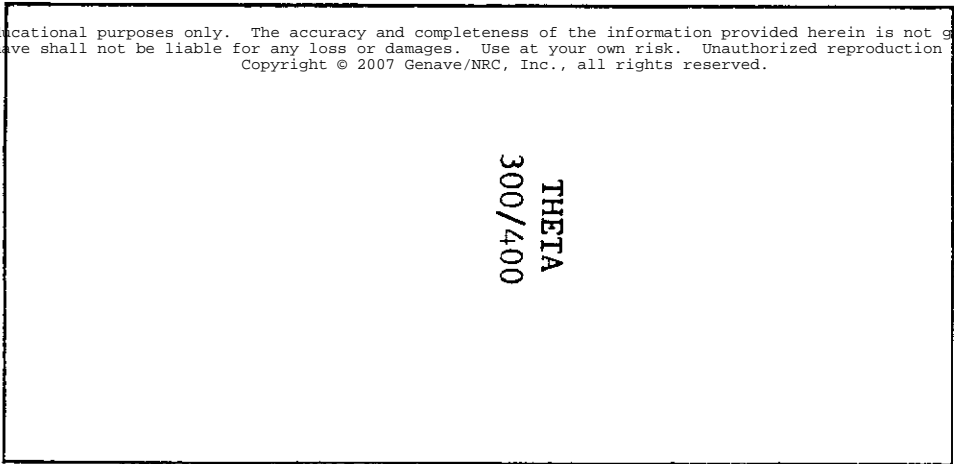 ucational purposes only. The accuracy and completeness of the information provided herein is not g
ave shall not be liable for any loss or damages. Use at your own risk. Unauthorized reproduction
Copyright © 2007 Genave/NRC, Inc., all rights reserved.
THETA
300/400